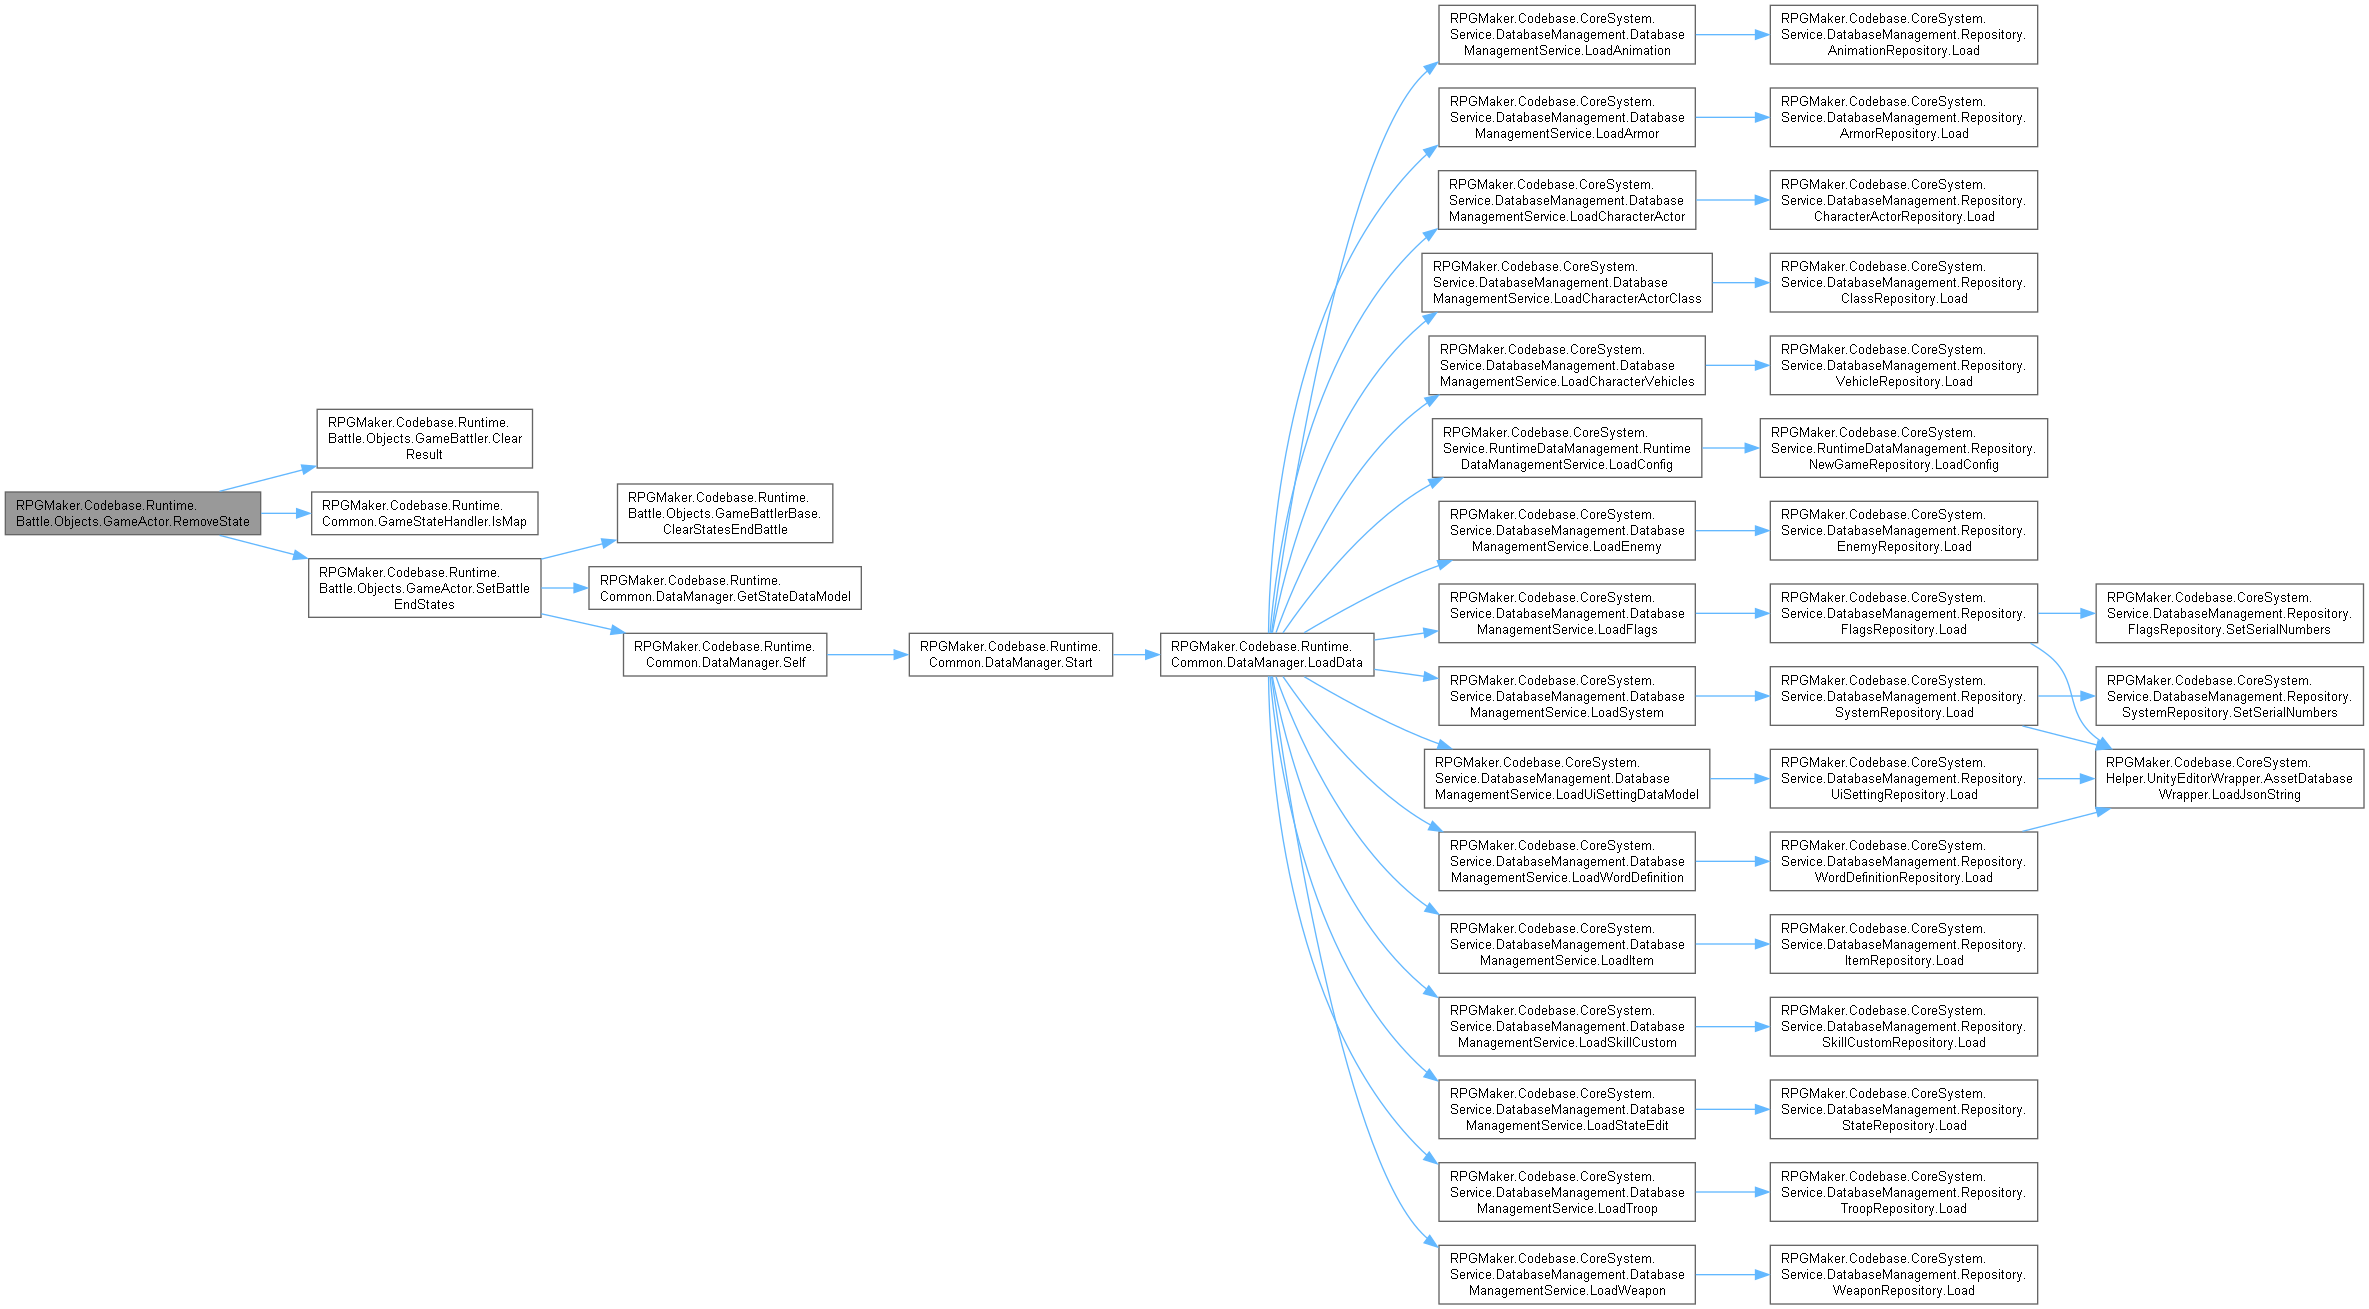 RPGMaker.Codebase.Runtime.
Battle.Objects.GameActor.RemoveState
RPGMaker.Codebase.Runtime.
Battle.Objects.GameBattler.Clear
Result
RPGMaker.Codebase.Runtime.
Common.GameStateHandler.IsMap
RPGMaker.Codebase.Runtime.
Battle.Objects.GameActor.SetBattle
EndStates
RPGMaker.Codebase.Runtime.
Battle.Objects.GameBattlerBase.
ClearStatesEndBattle
RPGMaker.Codebase.Runtime.
Common.DataManager.GetStateDataModel
RPGMaker.Codebase.Runtime.
Common.DataManager.Self
RPGMaker.Codebase.Runtime.
Common.DataManager.Start
RPGMaker.Codebase.Runtime.
Common.DataManager.LoadData
RPGMaker.Codebase.CoreSystem.
Service.DatabaseManagement.Database
ManagementService.LoadAnimation
RPGMaker.Codebase.CoreSystem.
Service.DatabaseManagement.Repository.
AnimationRepository.Load
RPGMaker.Codebase.CoreSystem.
Service.DatabaseManagement.Database
ManagementService.LoadArmor
RPGMaker.Codebase.CoreSystem.
Service.DatabaseManagement.Repository.
ArmorRepository.Load
RPGMaker.Codebase.CoreSystem.
Service.DatabaseManagement.Database
ManagementService.LoadCharacterActor
RPGMaker.Codebase.CoreSystem.
Service.DatabaseManagement.Repository.
CharacterActorRepository.Load
RPGMaker.Codebase.CoreSystem.
Service.DatabaseManagement.Database
ManagementService.LoadCharacterActorClass
RPGMaker.Codebase.CoreSystem.
Service.DatabaseManagement.Repository.
ClassRepository.Load
RPGMaker.Codebase.CoreSystem.
Service.DatabaseManagement.Database
ManagementService.LoadCharacterVehicles
RPGMaker.Codebase.CoreSystem.
Service.DatabaseManagement.Repository.
VehicleRepository.Load
RPGMaker.Codebase.CoreSystem.
Service.RuntimeDataManagement.Runtime
DataManagementService.LoadConfig
RPGMaker.Codebase.CoreSystem.
Service.RuntimeDataManagement.Repository.
NewGameRepository.LoadConfig
RPGMaker.Codebase.CoreSystem.
Service.DatabaseManagement.Database
ManagementService.LoadEnemy
RPGMaker.Codebase.CoreSystem.
Service.DatabaseManagement.Repository.
EnemyRepository.Load
RPGMaker.Codebase.CoreSystem.
Service.DatabaseManagement.Database
ManagementService.LoadFlags
RPGMaker.Codebase.CoreSystem.
Service.DatabaseManagement.Repository.
FlagsRepository.Load
RPGMaker.Codebase.CoreSystem.
Service.DatabaseManagement.Repository.
FlagsRepository.SetSerialNumbers
RPGMaker.Codebase.CoreSystem.
Service.DatabaseManagement.Database
ManagementService.LoadSystem
RPGMaker.Codebase.CoreSystem.
Service.DatabaseManagement.Repository.
SystemRepository.Load
RPGMaker.Codebase.CoreSystem.
Service.DatabaseManagement.Repository.
SystemRepository.SetSerialNumbers
RPGMaker.Codebase.CoreSystem.
Service.DatabaseManagement.Database
ManagementService.LoadUiSettingDataModel
RPGMaker.Codebase.CoreSystem.
Service.DatabaseManagement.Repository.
UiSettingRepository.Load
RPGMaker.Codebase.CoreSystem.
Helper.UnityEditorWrapper.AssetDatabase
Wrapper.LoadJsonString
RPGMaker.Codebase.CoreSystem.
Service.DatabaseManagement.Database
ManagementService.LoadWordDefinition
RPGMaker.Codebase.CoreSystem.
Service.DatabaseManagement.Repository.
WordDefinitionRepository.Load
RPGMaker.Codebase.CoreSystem.
Service.DatabaseManagement.Database
ManagementService.LoadItem
RPGMaker.Codebase.CoreSystem.
Service.DatabaseManagement.Repository.
ItemRepository.Load
RPGMaker.Codebase.CoreSystem.
Service.DatabaseManagement.Database
ManagementService.LoadSkillCustom
RPGMaker.Codebase.CoreSystem.
Service.DatabaseManagement.Repository.
SkillCustomRepository.Load
RPGMaker.Codebase.CoreSystem.
Service.DatabaseManagement.Database
ManagementService.LoadStateEdit
RPGMaker.Codebase.CoreSystem.
Service.DatabaseManagement.Repository.
StateRepository.Load
RPGMaker.Codebase.CoreSystem.
Service.DatabaseManagement.Database
ManagementService.LoadTroop
RPGMaker.Codebase.CoreSystem.
Service.DatabaseManagement.Repository.
TroopRepository.Load
RPGMaker.Codebase.CoreSystem.
Service.DatabaseManagement.Database
ManagementService.LoadWeapon
RPGMaker.Codebase.CoreSystem.
Service.DatabaseManagement.Repository.
WeaponRepository.Load